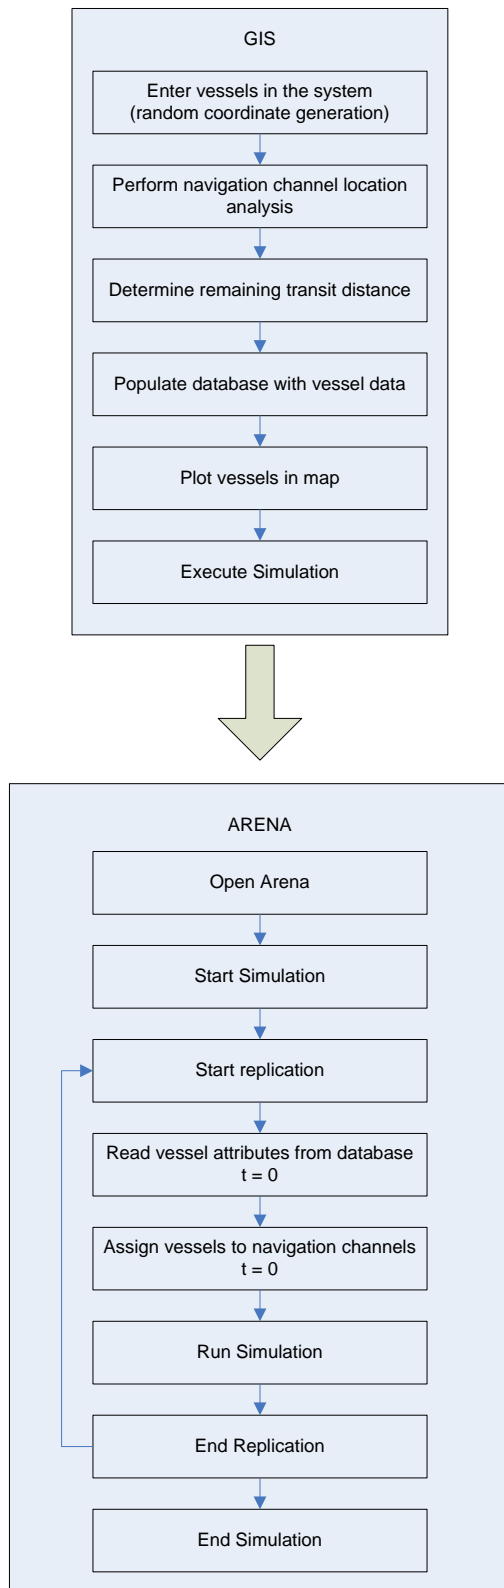 GIS
Enter vessels in the system
(random coordinate generation)
Perform navigation channel location
analysis
Determine remaining transit distance
Populate database with vessel data
Plot vessels in map
Execute Simulation
ARENA
Open Arena
Start Simulation
Start replication
Read vessel attributes from database
t = 0
Assign vessels to navigation channels
t = 0
Run Simulation
End Replication
End Simulation